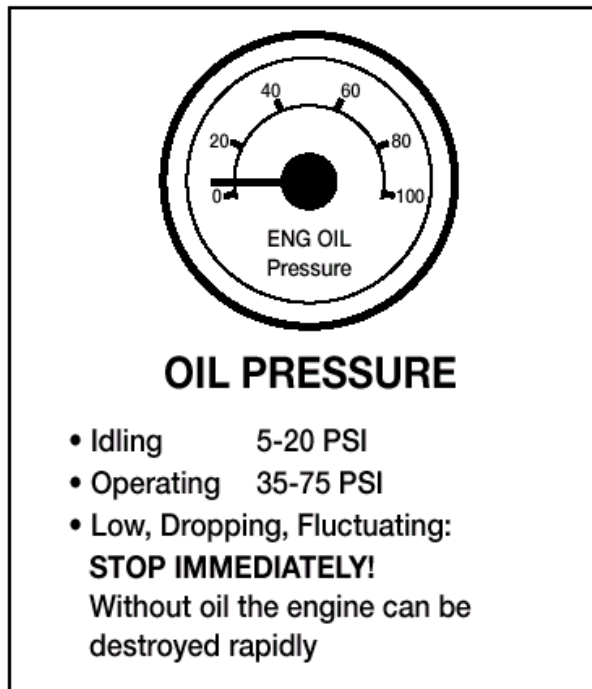 40 60
20 80
0 100
ENG OIL
Pressure
OIL PRESSURE
• Idling 5-20 PSI
• Operating 35-75 PSI
• Low, Dropping, Fluctuating:
STOP IMMEDIATELY!
Without oil the engine can be
destroyed rapidly